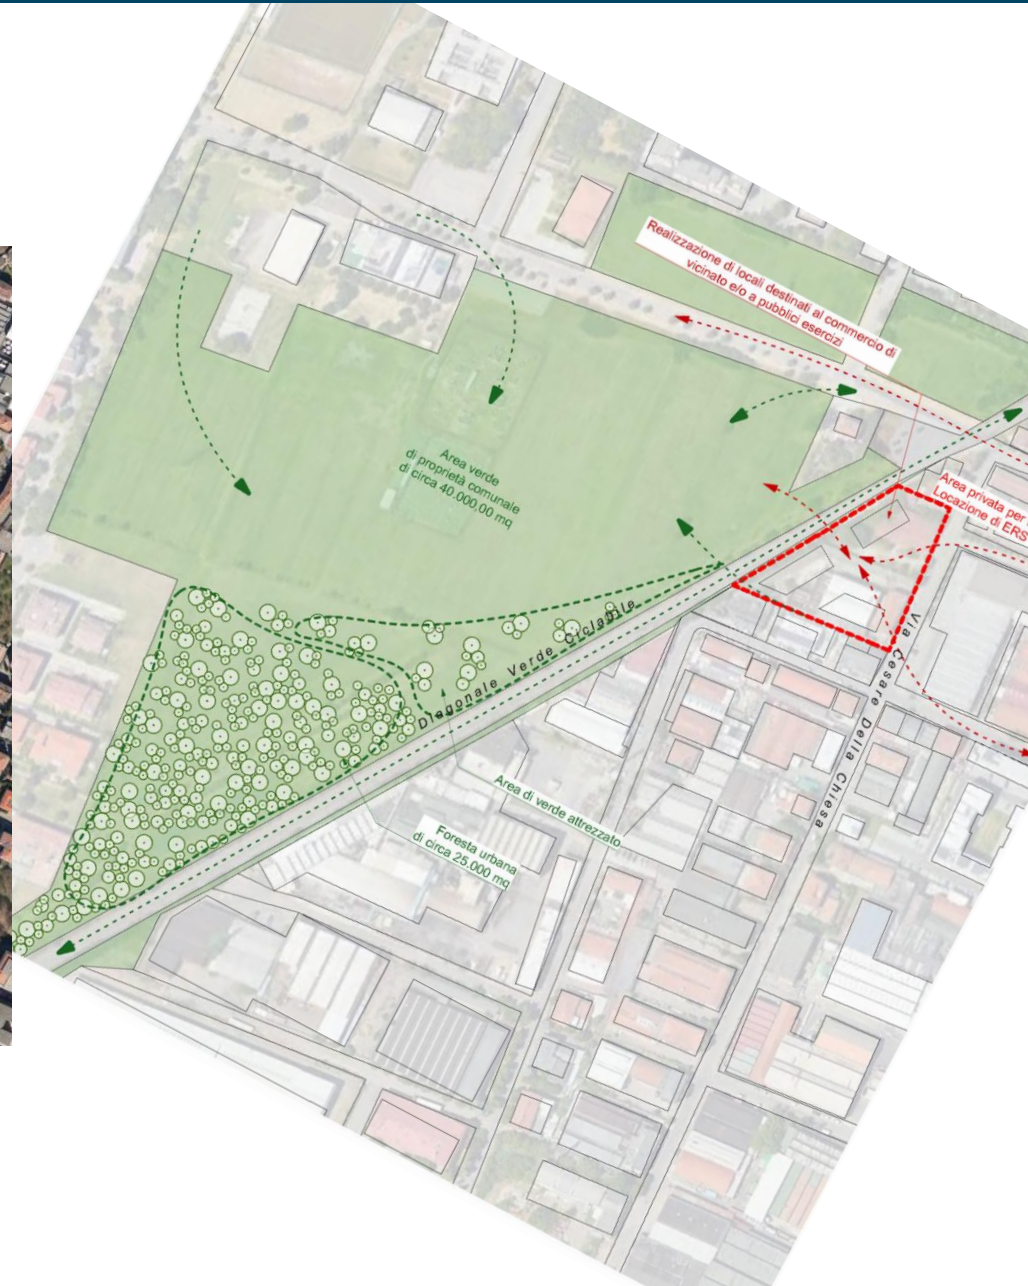 Realizzazione di locali destinati al commercio di
vicinato e/o a pubblici esercizi
Area verde
di proprietà comunale
di circa 40.000,00 mq
Area privata per
Locazione di ERS
Diagonale Verde Ciclabile
Via Cesare Della Chiesa
Area di verde attrezzato
Foresta urbana
di circa 25.000 mq